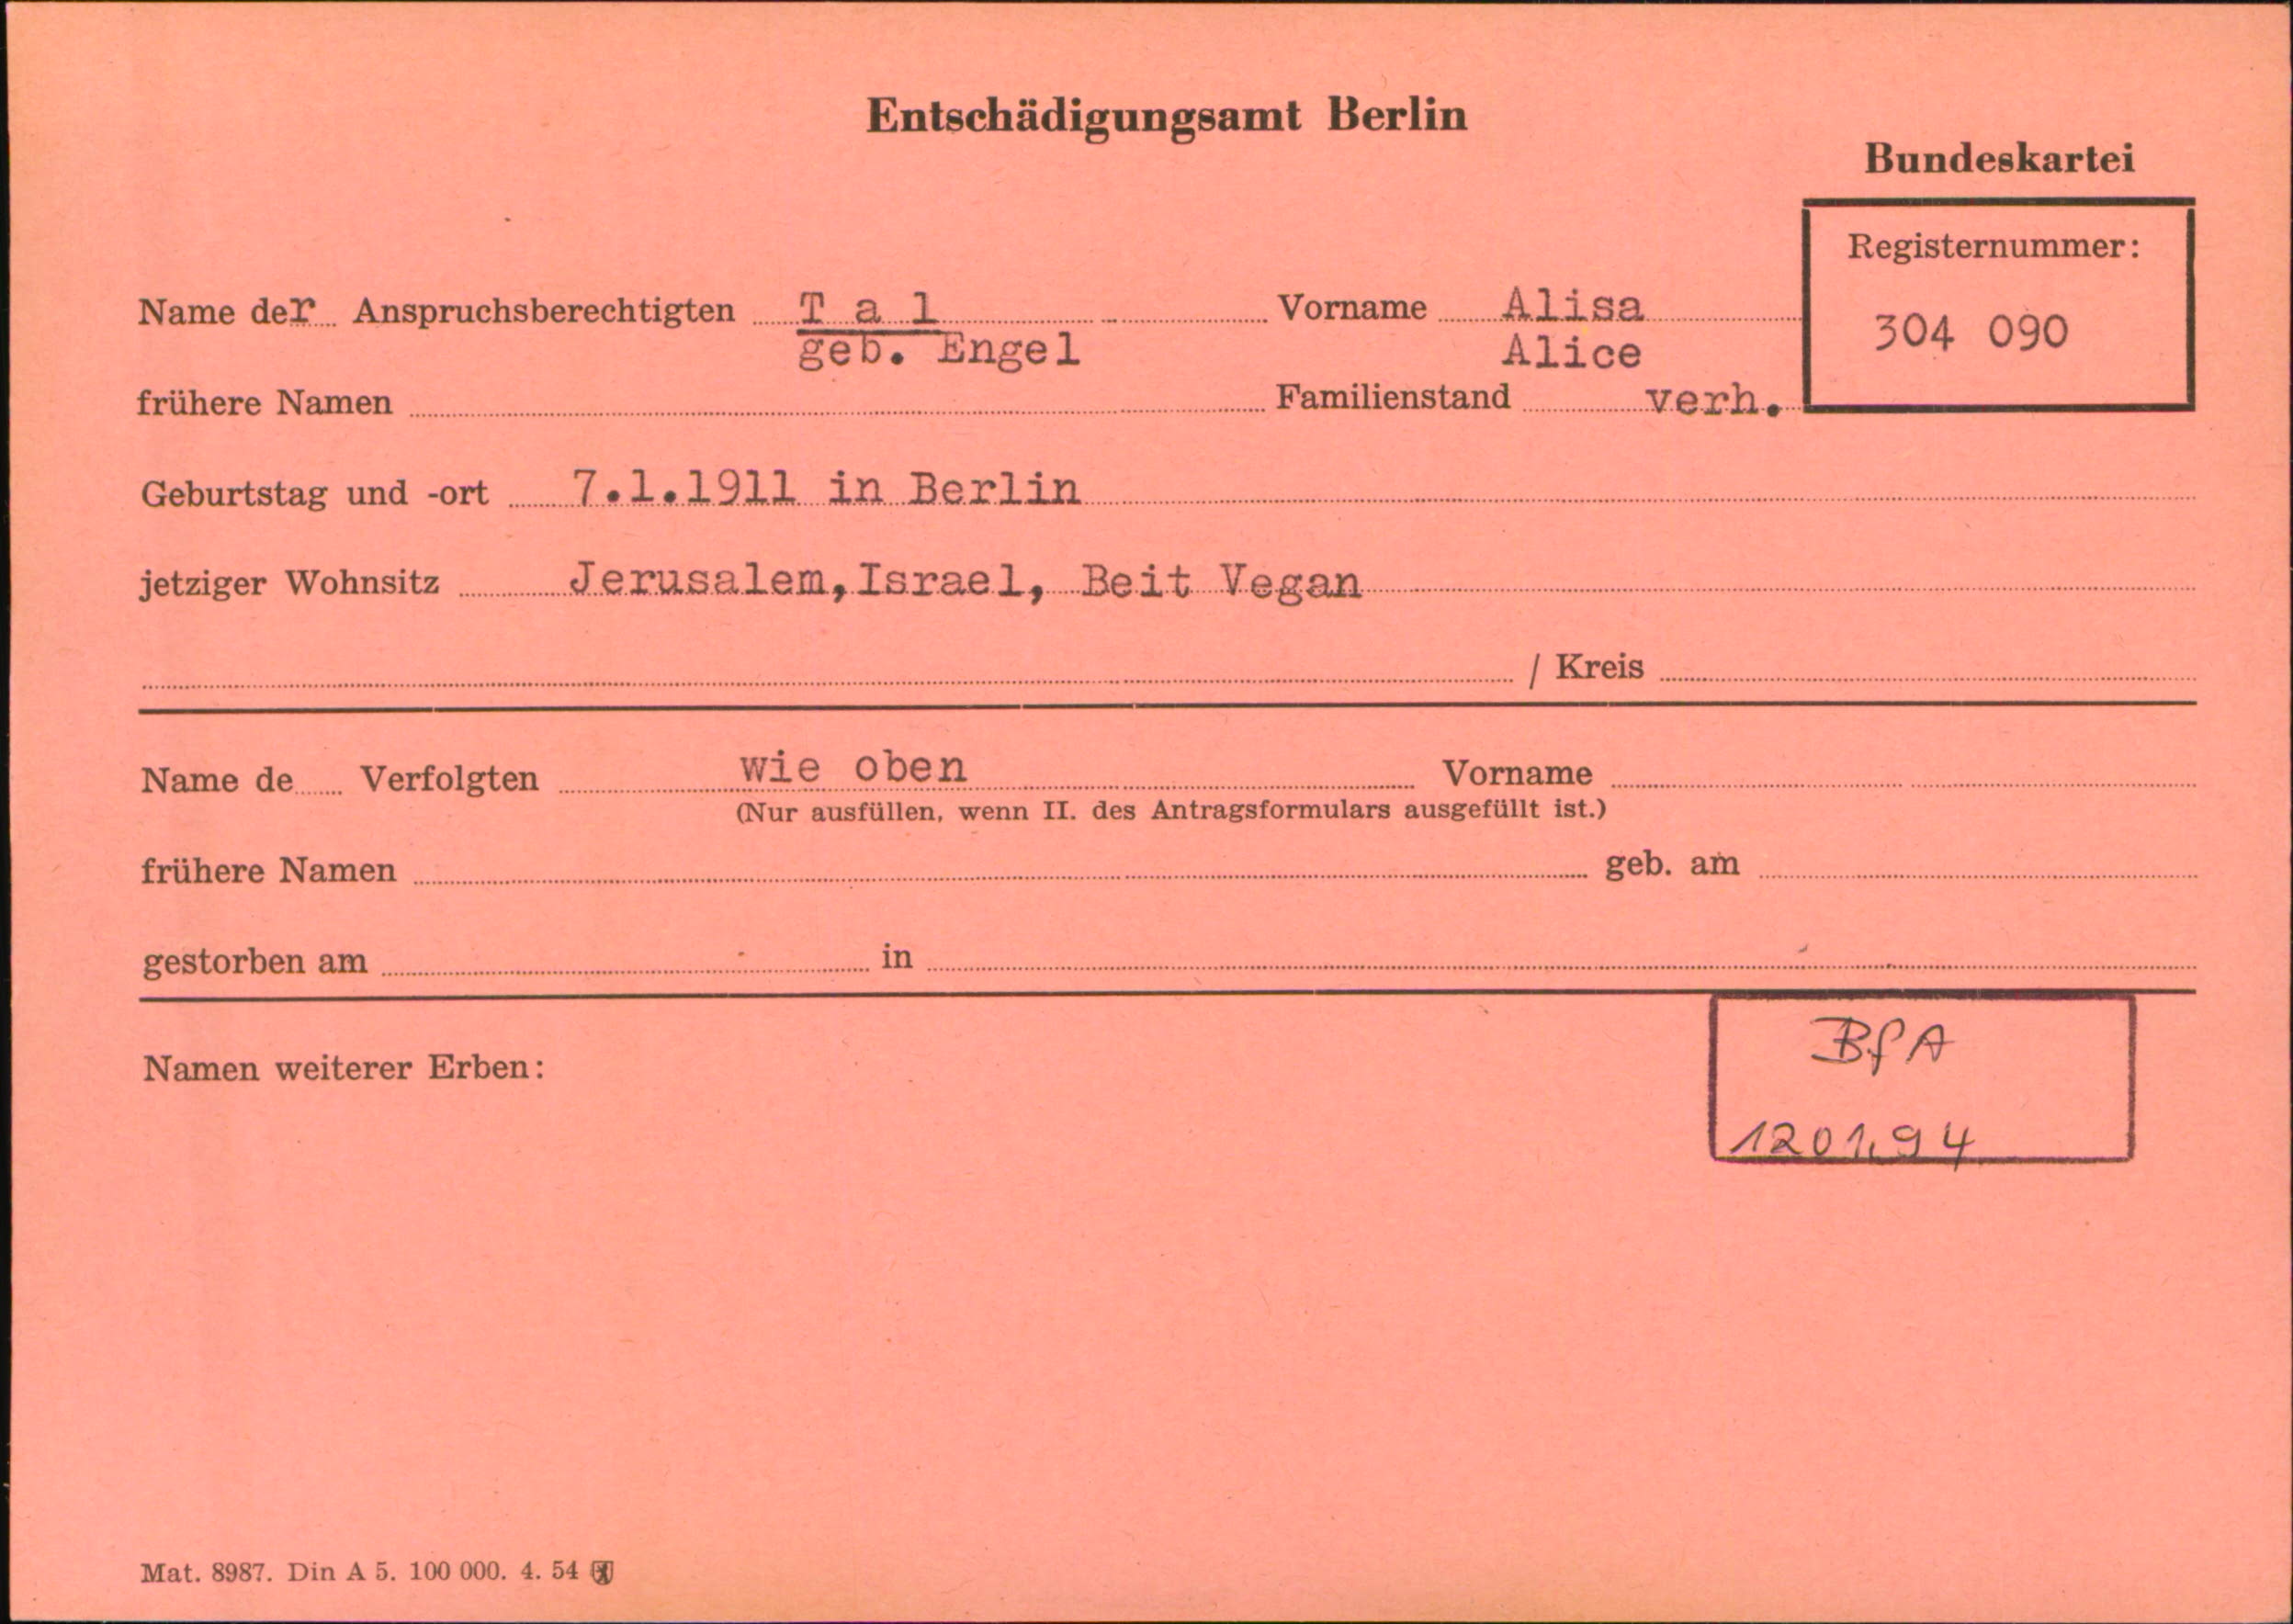 Entschädigungsamt Berlin
Bundeskartei
Registernummer:
304 090
Name der Anspruchsberechtigten T a l Vorname Alisa
geb. Engel Alice
frühere Namen Familienstand verh.
Geburtstag und -ort 7.1.1911 in Berlin
jetziger Wohnsitz Jerusalem, Israel, Beit Vegan
/ Kreis
Name de Verfolgten wie oben Vorname
(Nur ausfüllen, wenn II. des Antragsformulars ausgefüllt ist.)
frühere Namen geb. am
gestorben am in
Namen weiterer Erben:
BfA
1201.94
Mat. 8987. Din A 5. 100 000. 4. 54